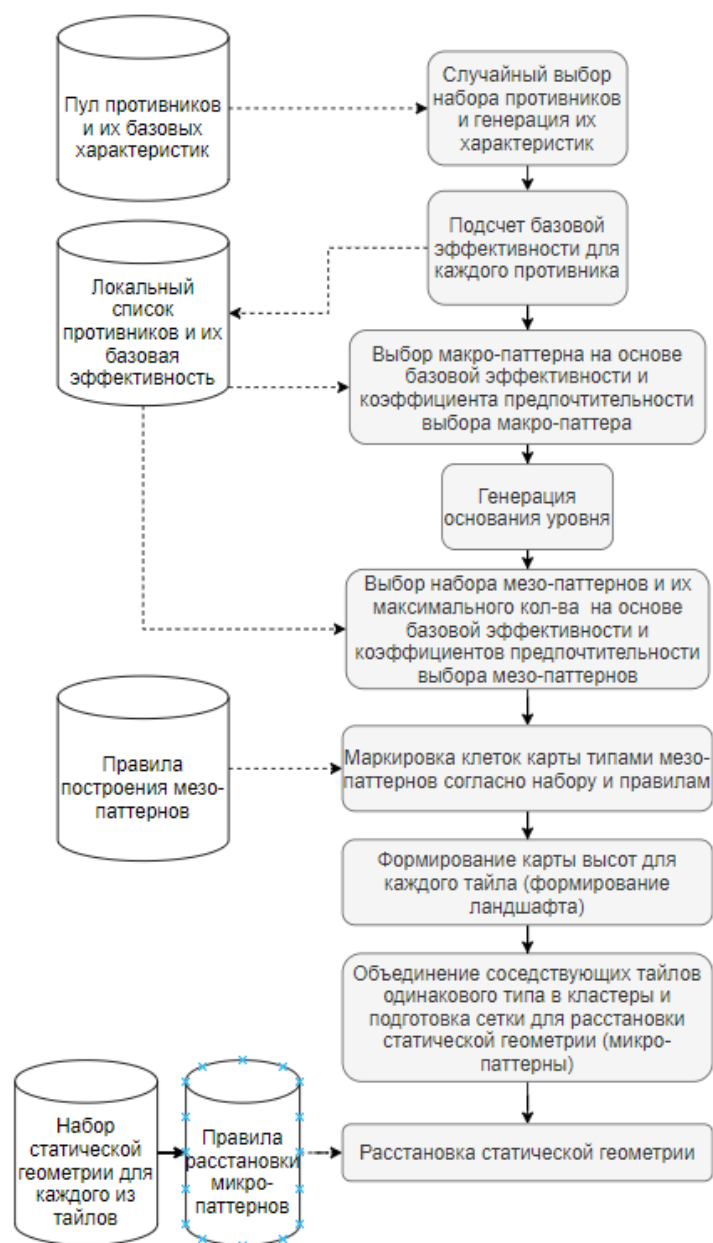 Пул противников
и их базовых
характеристик
Случайный выбор
набора противников
и генерация их
характеристик
Подсчет базовой
эффективности для
каждого противника
Локальный
список
противников и их
базовая
эффективность
Выбор макро-паттерна на основе
базовой эффективности и
коэффициента предпочтительности
выбора макро-паттера
Генерация
основания уровня
Выбор набора мезо-паттернов и их
максимального кол-ва на основе
базовой эффективности и
коэффициентов предпочтительности
выбора мезо-паттернов
Правила
построения мезо-
паттернов
Маркировка клеток карты типами мезо-
паттернов согласно набору и правилам
Формирование карты высот для
каждого тайла (формирование
ландшафта)
Объединение соседствующих тайлов
одинакового типа в кластеры и
подготовка сетки для расстановки
статической геометрии (микро-
паттерны)
Набор
статической
геометрии для
каждого из
тайлов
Правила
расстановки
микро-
паттернов
Расстановка статической геометрии